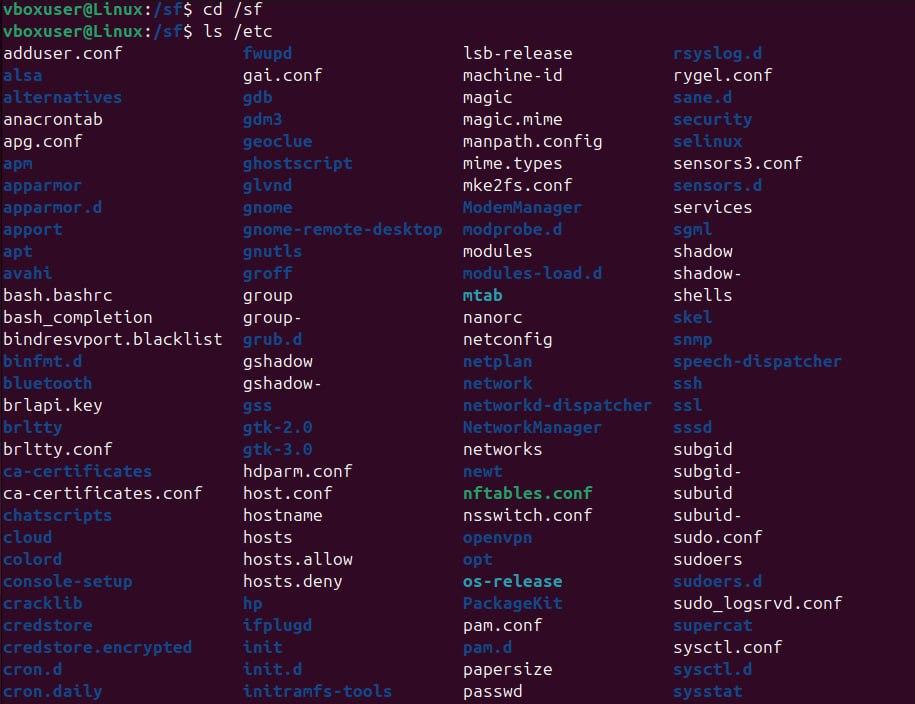 vboxuser@Linux:/sf$ cd /sf
vboxuser@Linux:/sf$ ls /etc
adduser.conf fwupd lsb-release rsyslog.d
alsa gai.conf machine-id rygel.conf
alternatives gdb magic sane.d
anacrontab gdm3 magic.mime security
apg.conf geoclue manpath.config selinux
apm ghostscript mime.types sensors3.conf
apparmor glvnd mke2fs.conf sensors.d
apparmor.d gnome ModemManager services
apport gnome-remote-desktop modprobe.d sgml
apt gnutls modules shadow
avahi groff modules-load.d shadow-
bash.bashrc group mtab shells
bash_completion group- nanorc skel
bindresvport.blacklist grub.d netconfig snmp
binfmt.d gshadow netplan speech-dispatcher
bluetooth gshadow- network ssh
brlapi.key gss networkd-dispatcher ssl
brltty gtk-2.0 NetworkManager sssd
brltty.conf gtk-3.0 networks subgid
ca-certificates hdparm.conf newt subgid-
ca-certificates.conf host.conf nftables.conf subuid
chatscripts hostname nsswitch.conf subuid-
cloud hosts openvpn sudo.conf
colord hosts.allow opt sudoers
console-setup hosts.deny os-release sudoers.d
cracklib hp PackageKit sudo_logsrvd.conf
credstore ifplugd pam.conf supercat
credstore.encrypted init pam.d sysctl.conf
cron.d init.d papersize sysctl.d
cron.daily initramfs-tools passwd sysstat